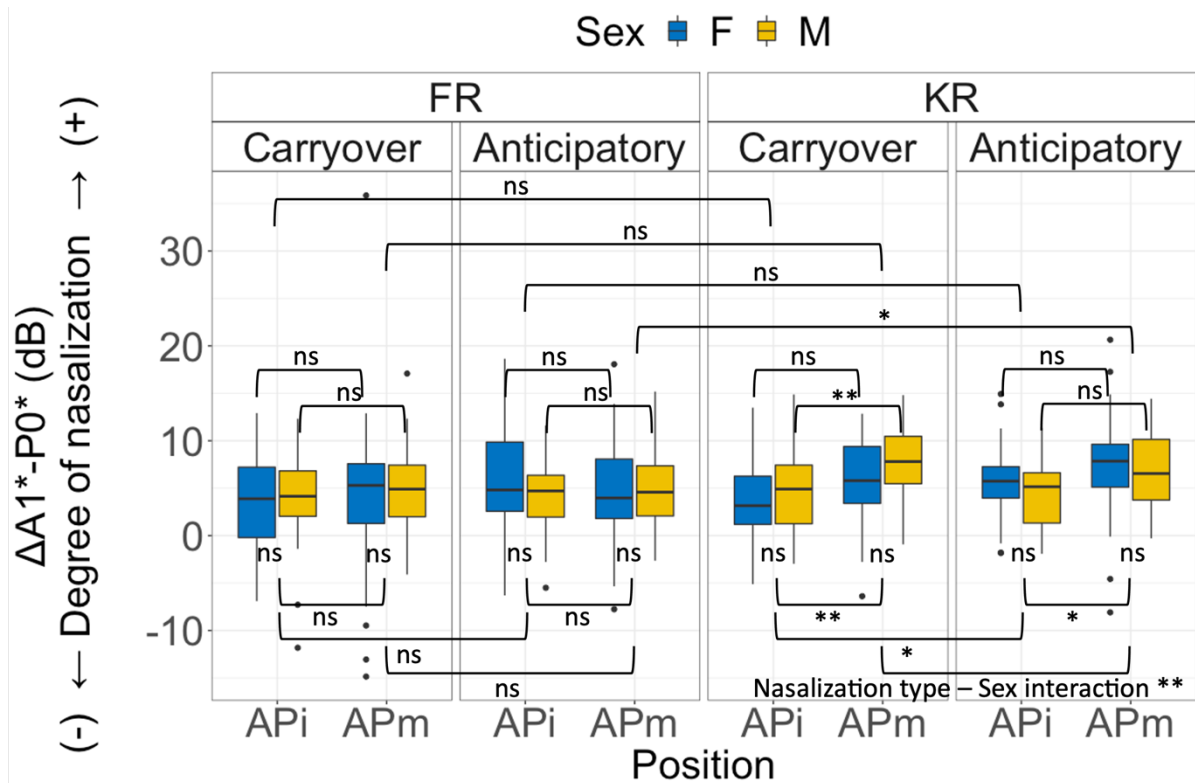 Sex F M
FR KR
Carryover Anticipatory Carryover Anticipatory
ΔA1*-P0* (dB)
(-) ← Degree of nasalization → (+)
30
20
10
0
-10
ns
ns
ns
*
ns ns ns ns
ns ns ** ns
ns ns ns ns ns ns ns ns
ns ns ** *
ns *
ns
Nasalization type – Sex interaction **
APi APm APi APm APi APm APi APm
Position